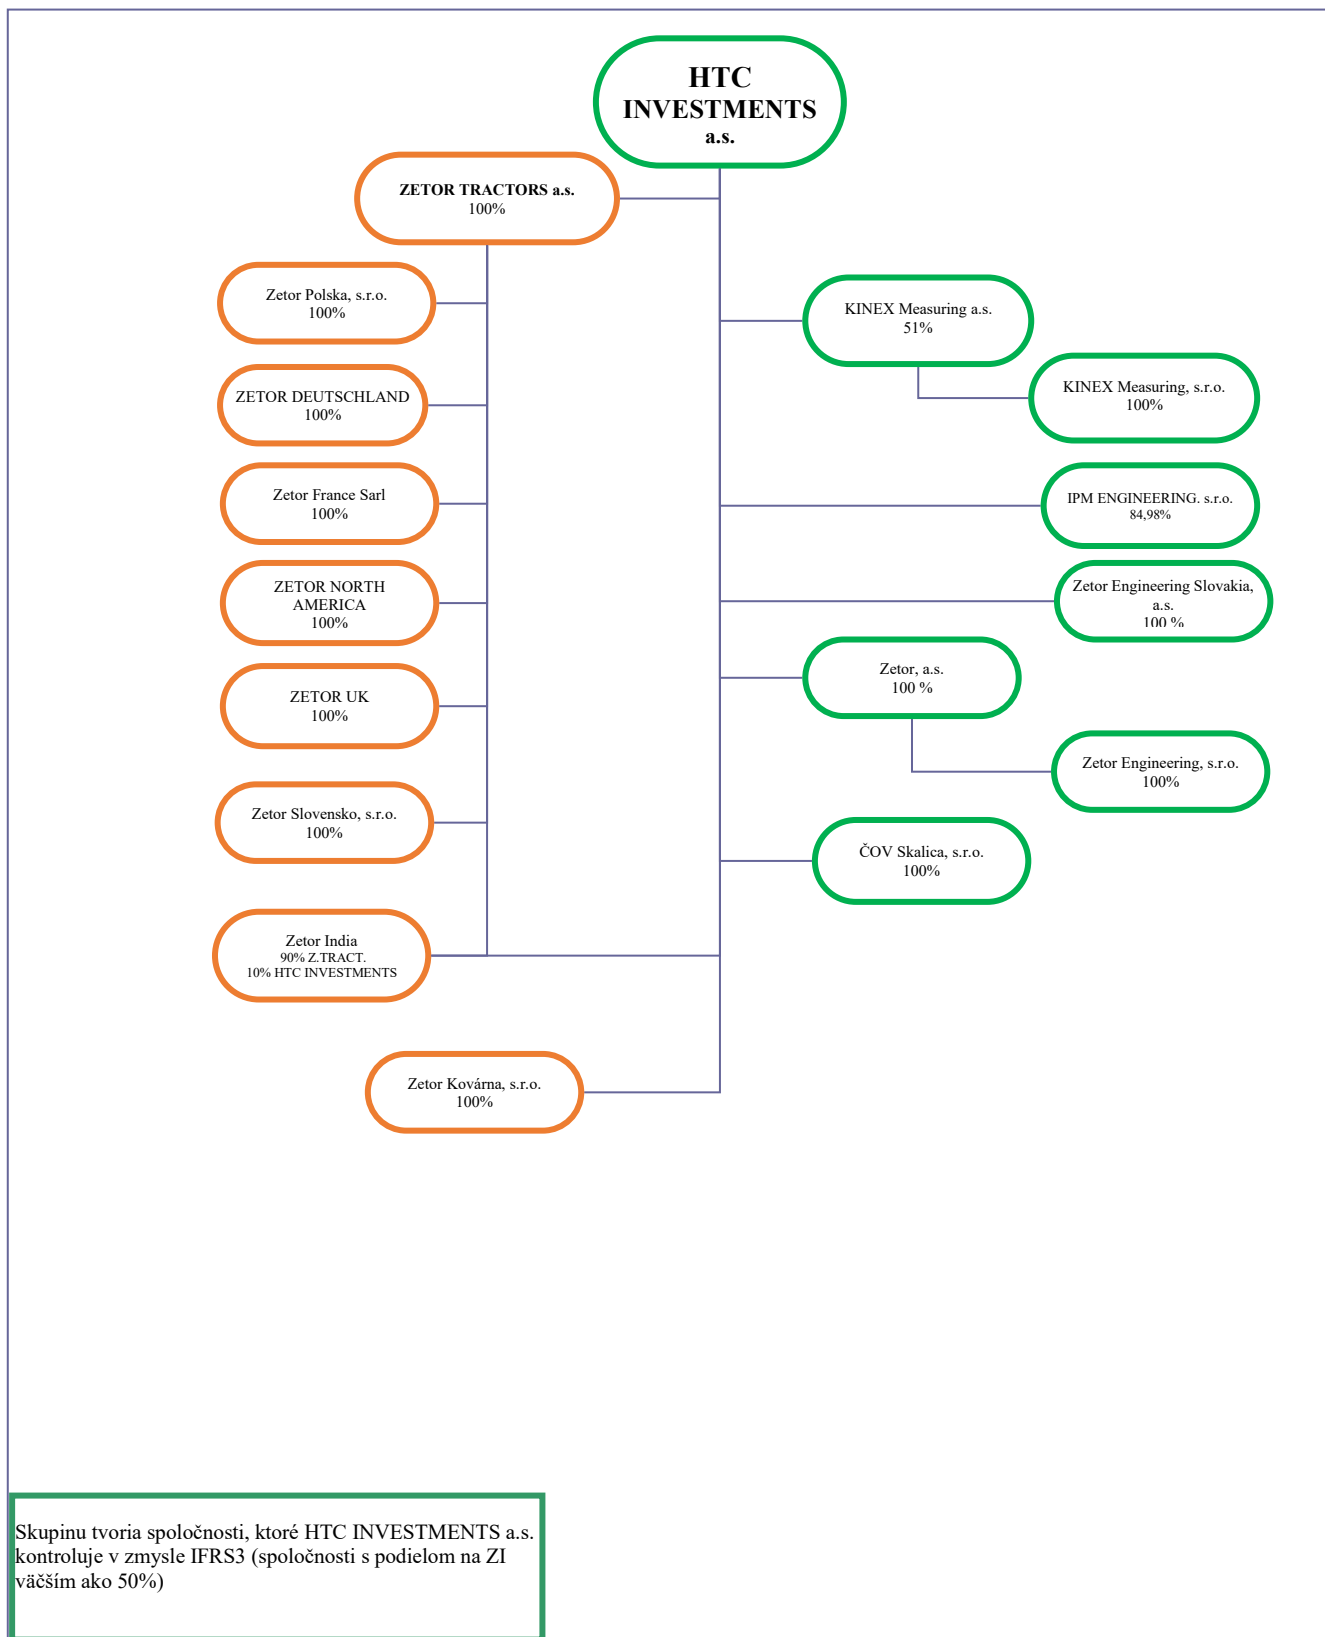 HTC
INVESTMENTS
a.s.
ZETOR TRACTORS a.s.
100%
Zetor Polska, s.r.o.
100%
ZETOR DEUTSCHLAND
100%
Zetor France Sarl
100%
ZETOR NORTH
AMERICA
100%
ZETOR UK
100%
Zetor Slovensko, s.r.o.
100%
Zetor India
90% Z.TRACT.
10% HTC INVESTMENTS
Zetor Kovárna, s.r.o.
100%
KINEX Measuring a.s.
51%
KINEX Measuring, s.r.o.
100%
IPM ENGINEERING. s.r.o.
84,98%
Zetor Engineering Slovakia,
a.s.
100 %
Zetor, a.s.
100 %
Zetor Engineering, s.r.o.
100%
ČOV Skalica, s.r.o.
100%
Skupinu tvoria spoločnosti, ktoré HTC INVESTMENTS a.s.
kontroluje v zmysle IFRS3 (spoločnosti s podielom na ZI
väčším ako 50%)